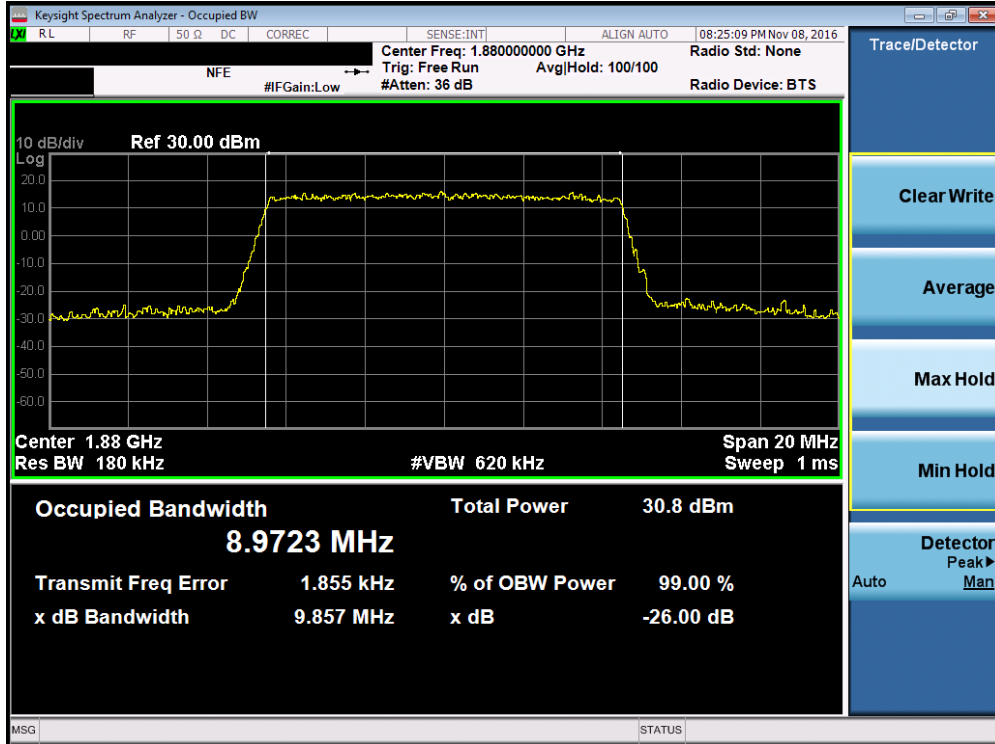 Keysight Spectrum Analyzer - Occupied BW
LXI RL RF 50 Ω DC CORREC SENSE:INT ALIGN AUTO 08:25:09 PM Nov 08, 2016
Center Freq: 1.880000000 GHz Radio Std: None
NFE Trig: Free Run Avg|Hold: 100/100
#IFGain:Low #Atten: 36 dB Radio Device: BTS
10 dB/div Ref 30.00 dBm
Log
20.0
10.0
0.00
-10.0
-20.0
-30.0
-40.0
-50.0
-60.0
Center 1.88 GHz Span 20 MHz
Res BW 180 kHz #VBW 620 kHz Sweep 1 ms
Occupied Bandwidth Total Power 30.8 dBm
8.9723 MHz
Transmit Freq Error 1.855 kHz % of OBW Power 99.00 %
x dB Bandwidth 9.857 MHz x dB -26.00 dB
Trace/Detector
Clear Write
Average
Max Hold
Min Hold
Detector
Peak▶
Auto Man
MSG STATUS